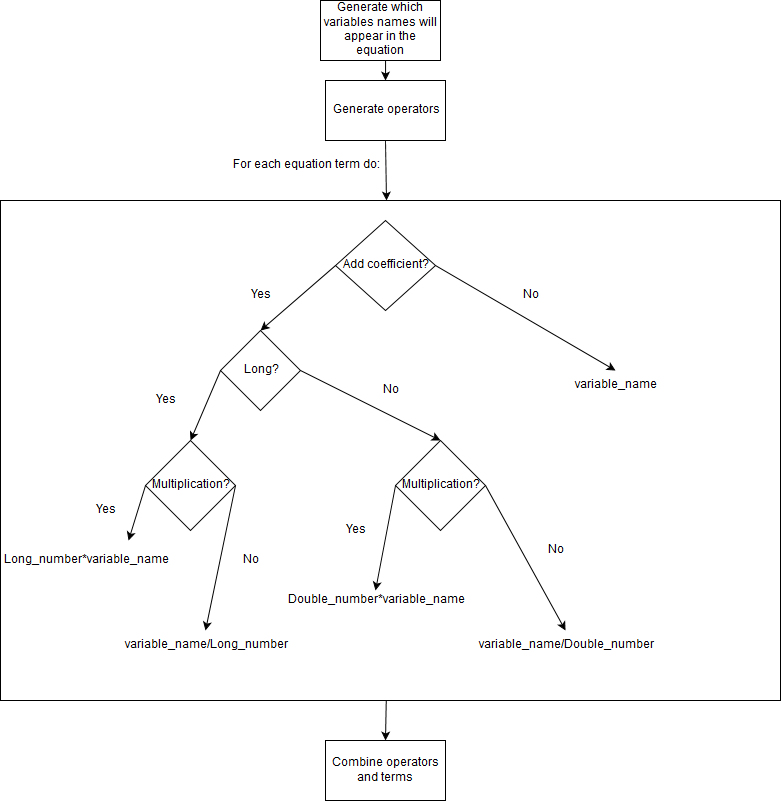 Generate which
variables names will
appear in the
equation
Generate operators
For each equation term do:
Add coefficient?
Yes
No
Long?
variable_name
Yes
No
Multiplication?
Multiplication?
Yes
Yes
No
No
Long_number*variable_name
Double_number*variable_name
variable_name/Long_number
variable_name/Double_number
Combine operators
and terms